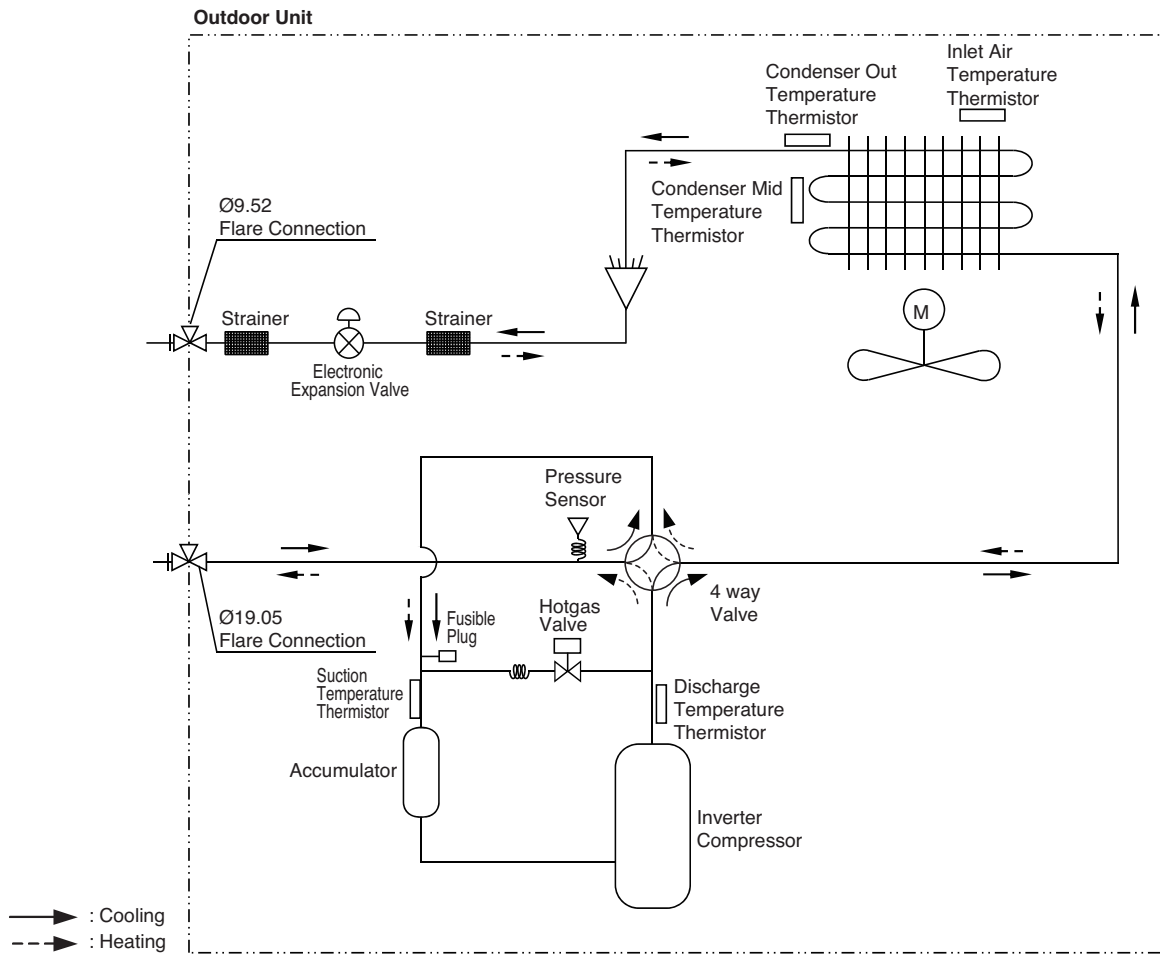 Outdoor Unit
Inlet Air
Temperature
Thermistor
Condenser Out
Temperature
Thermistor
Condenser Mid
Temperature
Thermistor
Ø9.52
Flare Connection
Strainer
Strainer
Electronic
Expansion Valve
M
Pressure
Sensor
4 way
Valve
Ø19.05
Flare Connection
Fusible
Plug
Hotgas
Valve
Suction
Temperature
Thermistor
Discharge
Temperature
Thermistor
Accumulator
Inverter
Compressor
: Cooling
: Heating